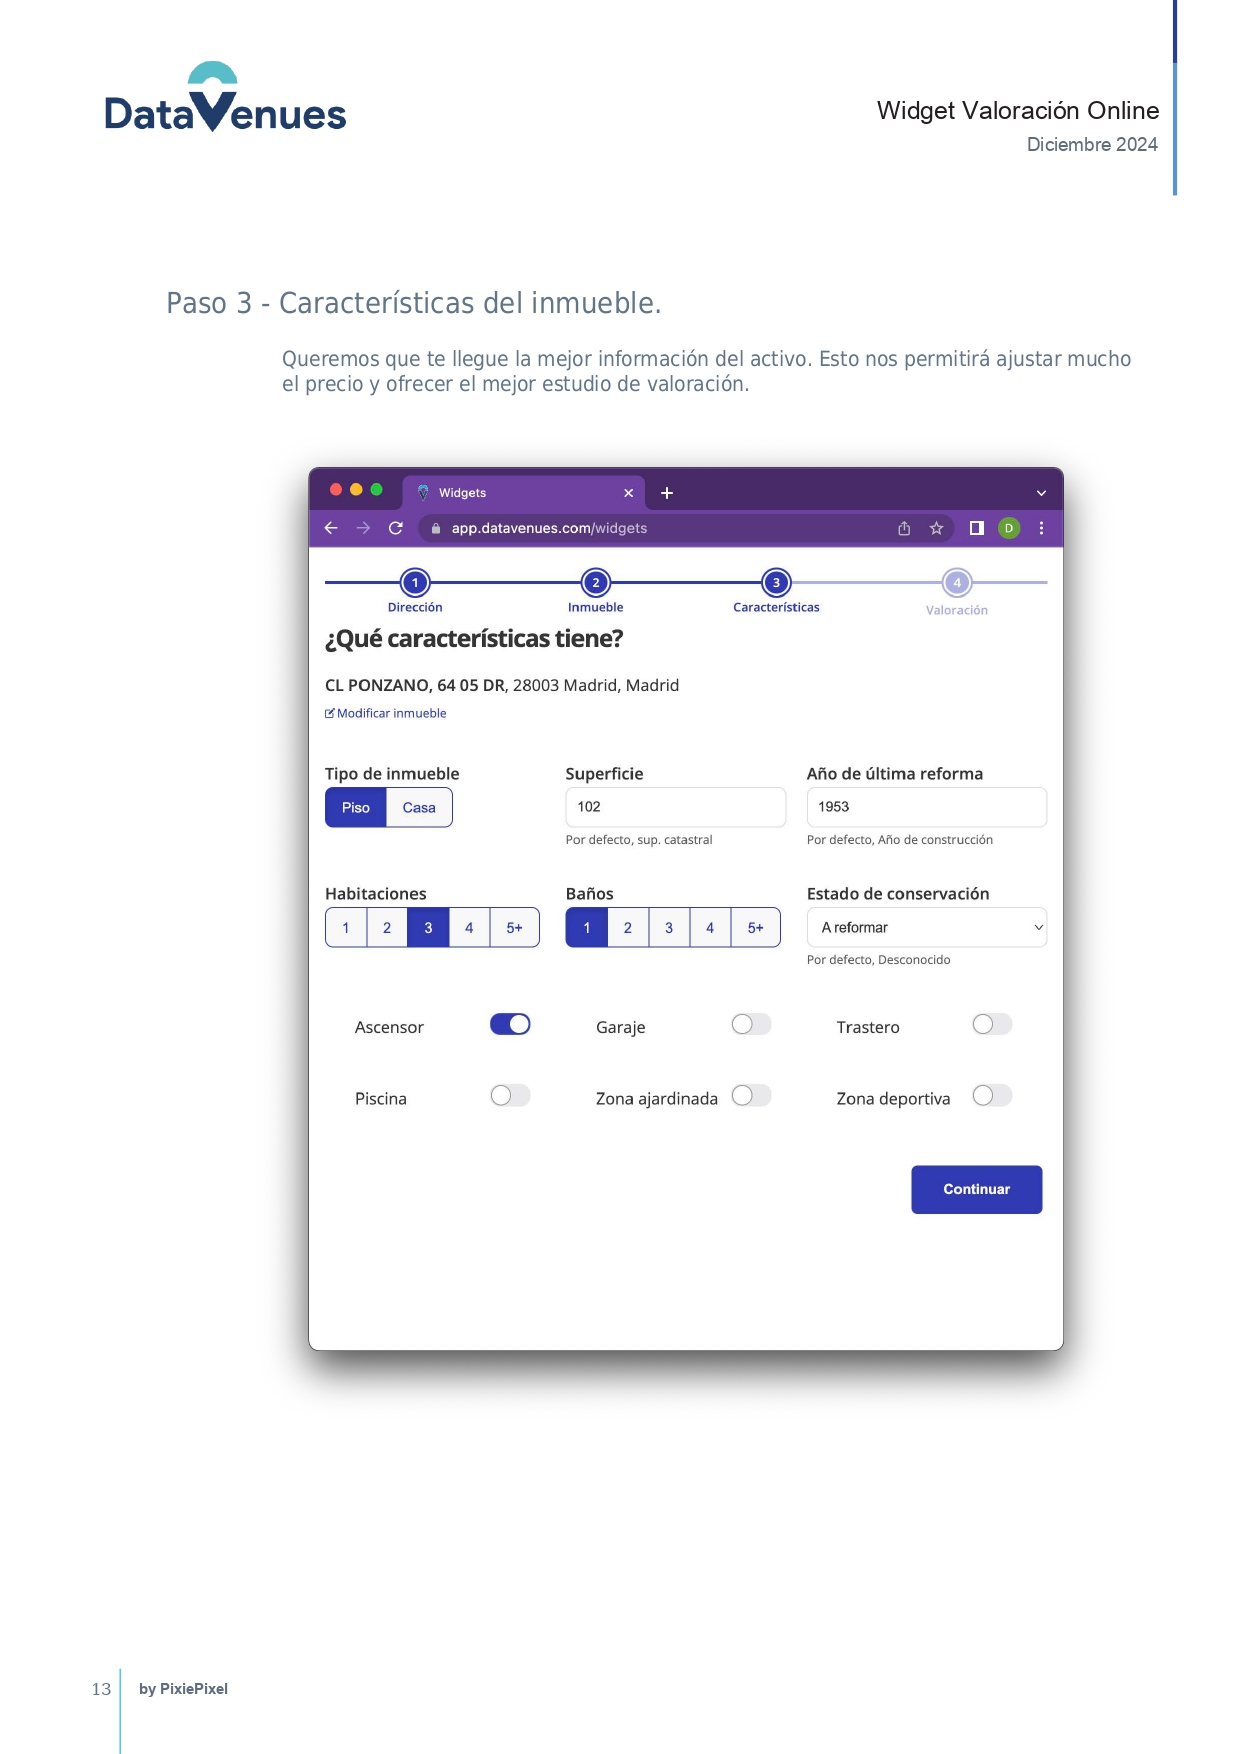 DataVenues
Widget Valoración Online
Diciembre 2024
Paso 3 - Características del inmueble.
Queremos que te llegue la mejor información del activo. Esto nos permitirá ajustar mucho
el precio y ofrecer el mejor estudio de valoración.
Widgets
app.datavenues.com/widgets
D
1 2 3 4
Dirección Inmueble Características Valoración
¿Qué características tiene?
CL PONZANO, 64 05 DR, 28003 Madrid, Madrid
Modificar inmueble
Tipo de inmueble Superficie Año de última reforma
Piso Casa 102 1953
Por defecto, sup. catastral Por defecto, Año de construcción
Habitaciones Baños Estado de conservación
1 2 3 4 5+ 1 2 3 4 5+ A reformar
Por defecto, Desconocido
Ascensor Garaje Trastero
Piscina Zona ajardinada Zona deportiva
Continuar
13 by PixiePixel